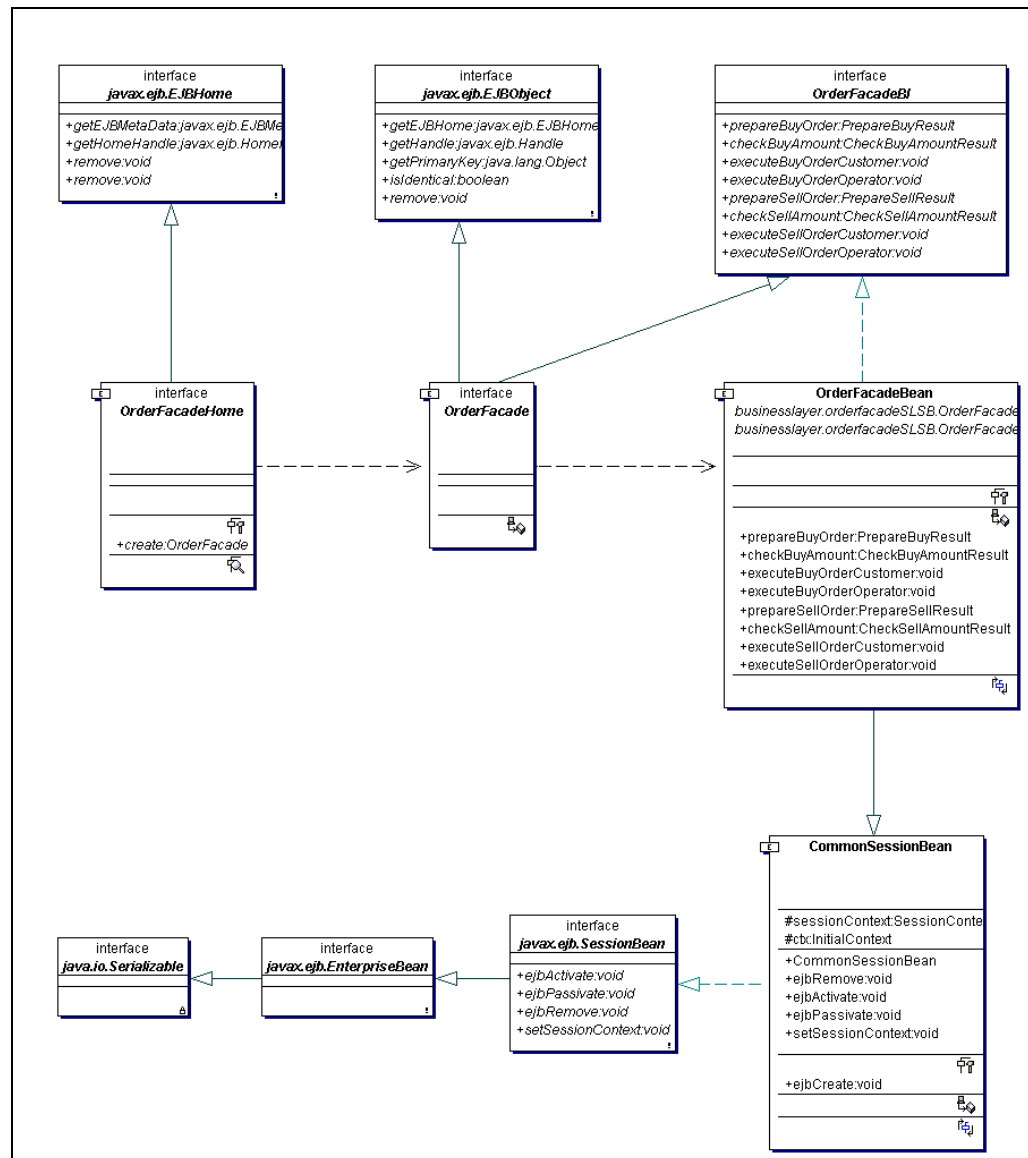 interface
javax.ejb.EJBHome
+getEJBMetaData:javax.ejb.EJBMe
+getHomeHandle:javax.ejb.Home
+remove:void
+remove:void
interface
javax.ejb.EJBObject
+getEJBHome:javax.ejb.EJBHome
+getHandle:javax.ejb.Handle
+getPrimaryKey:java.lang.Object
+isIdentical:boolean
+remove:void
interface
OrderFacadeBI
+prepareBuyOrder:PrepareBuyResult
+checkBuyAmount:CheckBuyAmountResult
+executeBuyOrderCustomer:void
+executeBuyOrderOperator:void
+prepareSellOrder:PrepareSellResult
+checkSellAmount:CheckSellAmountResult
+executeSellOrderCustomer:void
+executeSellOrderOperator:void
interface
OrderFacadeHome
+create:OrderFacade
interface
OrderFacade
OrderFacadeBean
businesslayer.orderfacadeSLSB.OrderFacade
businesslayer.orderfacadeSLSB.OrderFacade
+prepareBuyOrder:PrepareBuyResult
+checkBuyAmount:CheckBuyAmountResult
+executeBuyOrderCustomer:void
+executeBuyOrderOperator:void
+prepareSellOrder:PrepareSellResult
+checkSellAmount:CheckSellAmountResult
+executeSellOrderCustomer:void
+executeSellOrderOperator:void
interface
java.io.Serializable
interface
javax.ejb.EnterpriseBean
interface
javax.ejb.SessionBean
+ejbActivate:void
+ejbPassivate:void
+ejbRemove:void
+setSessionContext:void
CommonSessionBean
#sessionContext:SessionConte
#ctx:InitialContext
+CommonSessionBean
+ejbRemove:void
+ejbActivate:void
+ejbPassivate:void
+setSessionContext:void
+ejbCreate:void